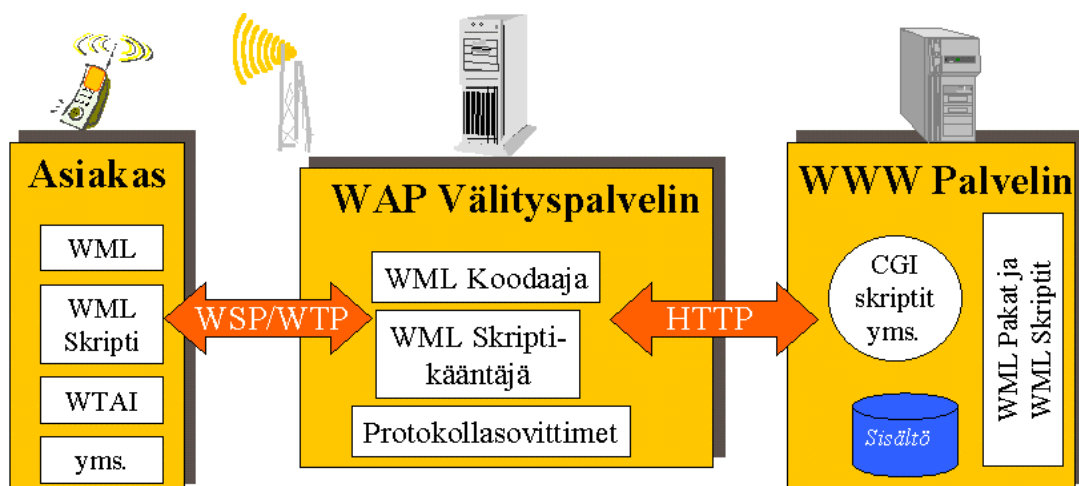 Asiakas
WML
WML
Skripti
WTAI
yms.
WSP/WTP
WAP Välityspalvelin
WML Koodaaja
WML Skripti-
kääntäjä
Protokollasovittimet
HTTP
WWW Palvelin
CGI
skriptit
yms.
Sisältö
WML Pakat ja
WML Skriptit